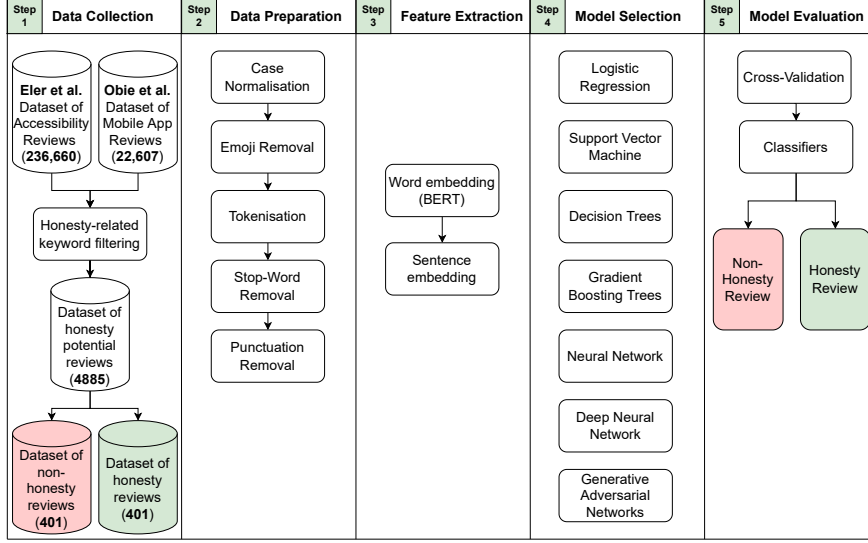 Step
1
Data Collection
Eler et al.
Dataset of
Accessibility
Reviews
(236,660)
Obie et al.
Dataset of
Mobile App
Reviews
(22,607)
Honesty-related
keyword filtering
Dataset of
honesty
potential
reviews
(4885)
Dataset of
non-
honesty
reviews
(401)
Dataset of
honesty
reviews
(401)
Step
2
Data Preparation
Case
Normalisation
Emoji Removal
Tokenisation
Stop-Word
Removal
Punctuation
Removal
Step
3
Feature Extraction
Word embedding
(BERT)
Sentence
embedding
Step
4
Model Selection
Logistic
Regression
Support Vector
Machine
Decision Trees
Gradient
Boosting Trees
Neural Network
Deep Neural
Network
Generative
Adversarial
Networks
Step
5
Model Evaluation
Cross-Validation
Classifiers
Non-
Honesty
Review
Honesty
Review